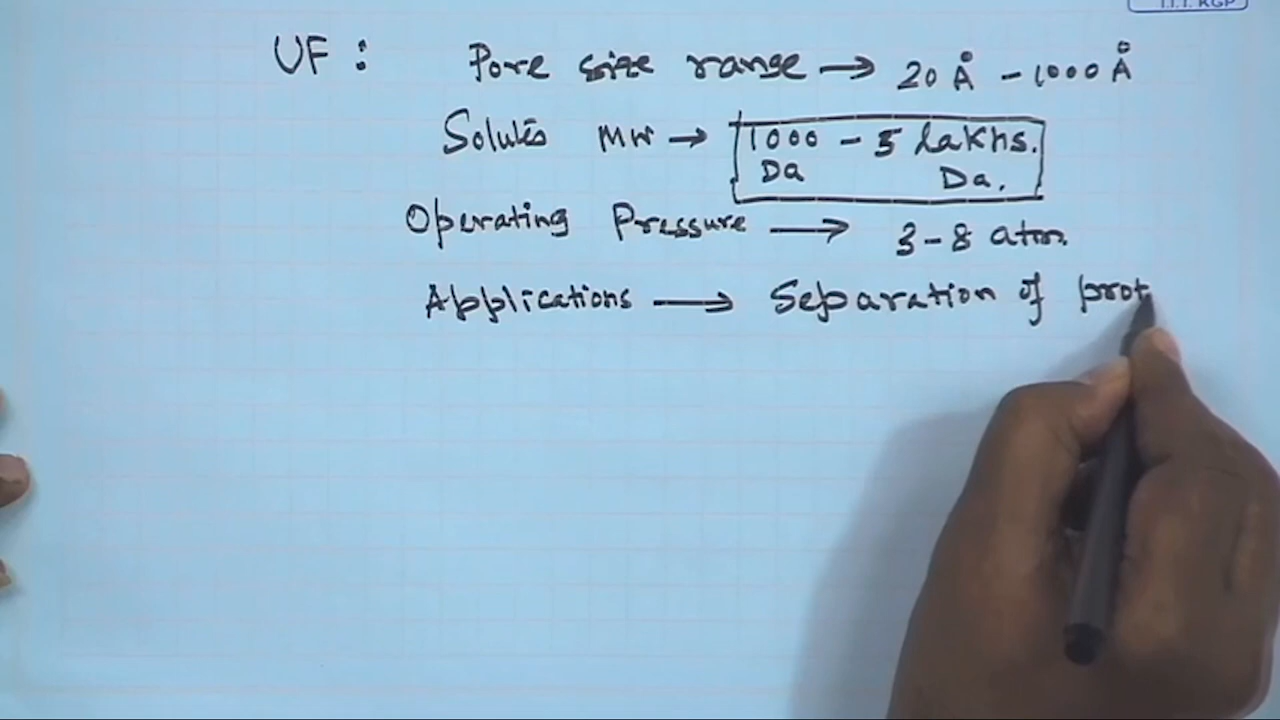 I.I.T. KGP
UF : Pore size range → 20 Å - 1000 Å
Solutes MW → 1000 - 5 Lakhs.
Da Da.
Operating Pressure → 3-8 atm.
Applications → Separation of prot